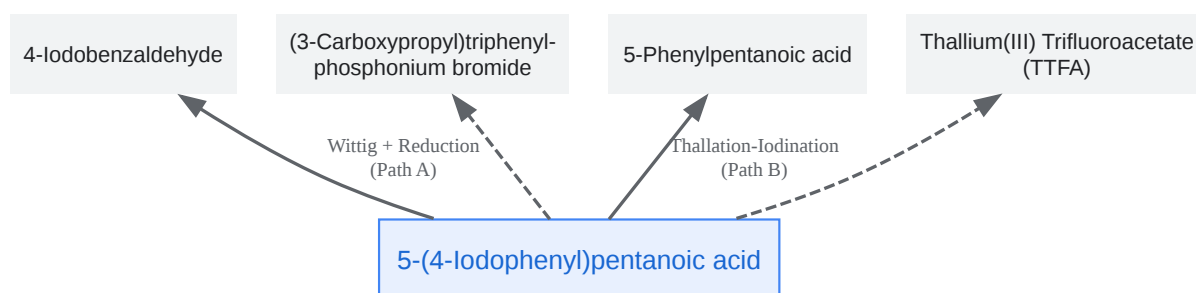 4-Iodobenzaldehyde
(3-Carboxypropyl)triphenyl-
phosphonium bromide
5-Phenylpentanoic acid
Thallium(III) Trifluoroacetate
(TTFA)
Wittig + Reduction
(Path A)
Thallation-Iodination
(Path B)
5-(4-Iodophenyl)pentanoic acid